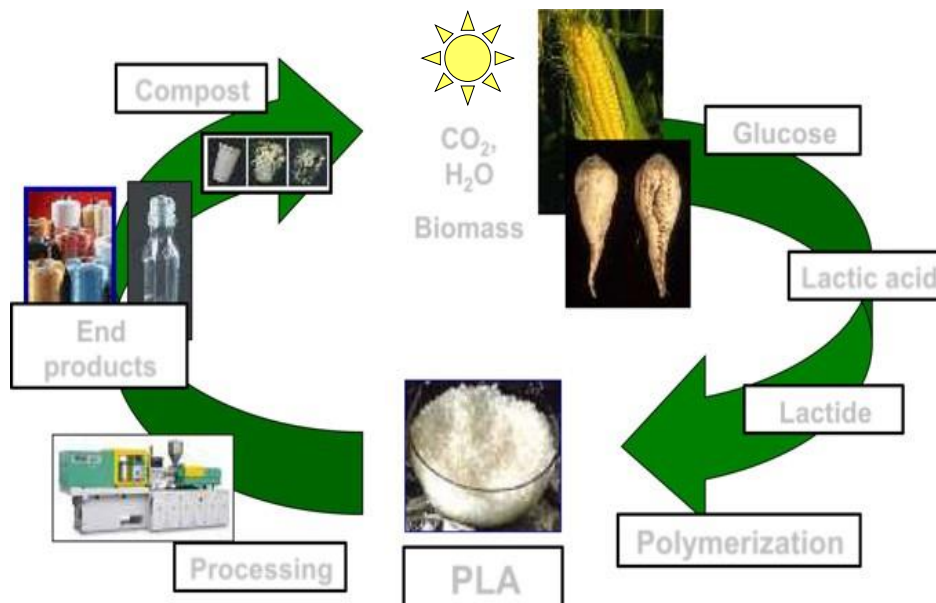 Compost
CO2,
H2O
Biomass
Glucose
Lactic acid
Lactide
Polymerization
PLA
Processing
End
products